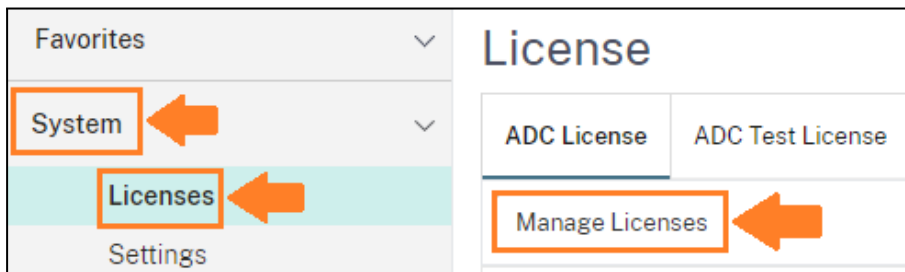 Favorites
System
Licenses
Settings
License
ADC License
ADC Test License
Manage Licenses